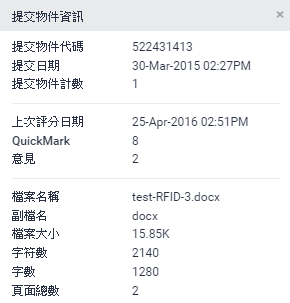 提交物件資訊 ×
提交物件代碼 522431413
提交日期 30-Mar-2015 02:27PM
提交物件計數 1
上次評分日期 25-Apr-2016 02:51PM
QuickMark 8
意見 2
檔案名稱 test-RFID-3.docx
副檔名 docx
檔案大小 15.85K
字符數 2140
字數 1280
頁面總數 2